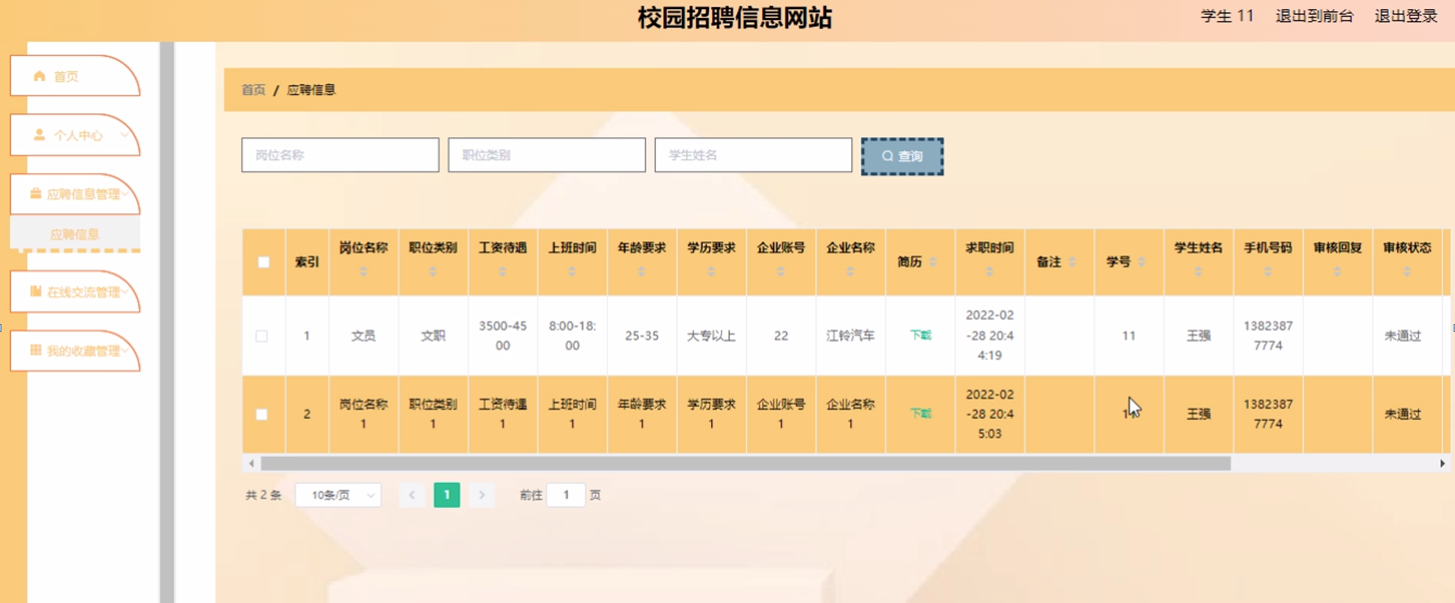 校园招聘信息网站
学生 11 退出到前台 退出登录
首页
个人中心
应聘信息管理
应聘信息
在线交流管理
我的收藏管理
首页 / 应聘信息
岗位名称 职位类别 学生姓名 查询
索引 岗位名称 职位类别 工资待遇 上班时间 年龄要求 学历要求 企业账号 企业名称 简历 求职时间 备注 学号 学生姓名 手机号码 审核回复 审核状态
1 文员 文职 3500-4500 8:00-18:00 25-35 大专以上 22 江铃汽车 下载 2022-02-28 20:44:19 11 王强 13823877774 未通过
2 岗位名称1 职位类别1 工资待遇1 上班时间1 年龄要求1 学历要求1 企业账号1 企业名称1 下载 2022-02-28 20:45:03 王强 13823877774 未通过
共 2 条 10条/页 1 前往 1 页